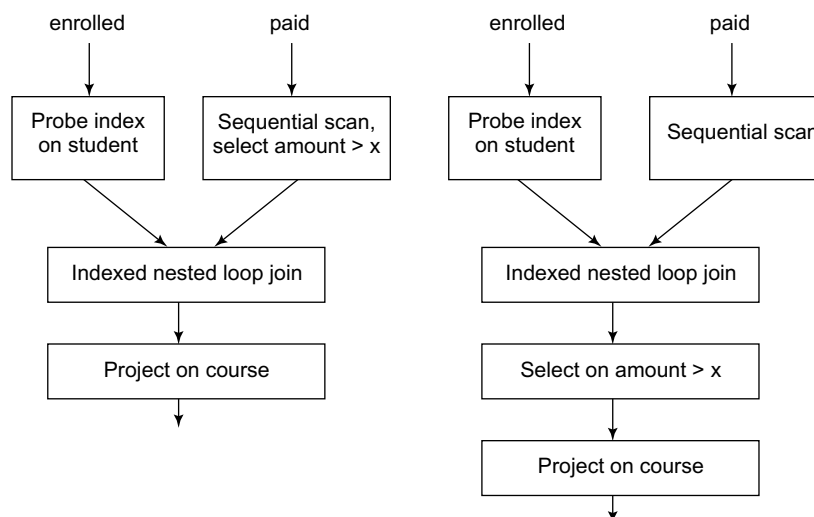 enrolled
paid
Probe index
on student
Sequential scan,
select amount > x
Indexed nested loop join
Project on course
enrolled
paid
Probe index
on student
Sequential scan
Indexed nested loop join
Select on amount > x
Project on course